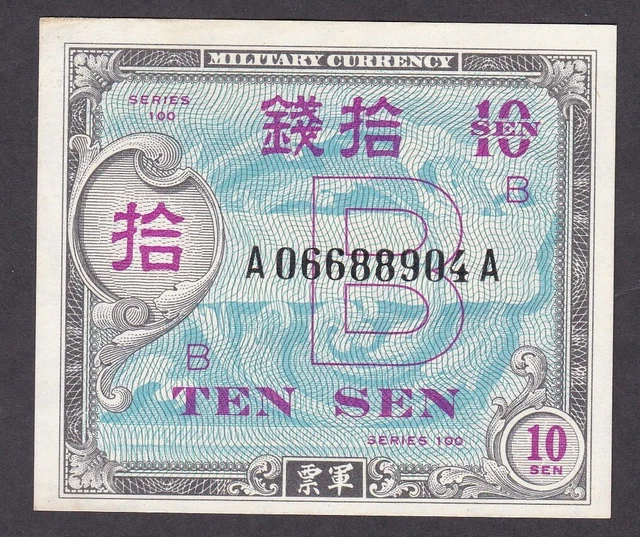 MILITARY CURRENCY
SERIES
100
錢拾
10
SEN
B
拾
B
A06688904A
B
TEN SEN
SERIES 100
10
SEN
票軍